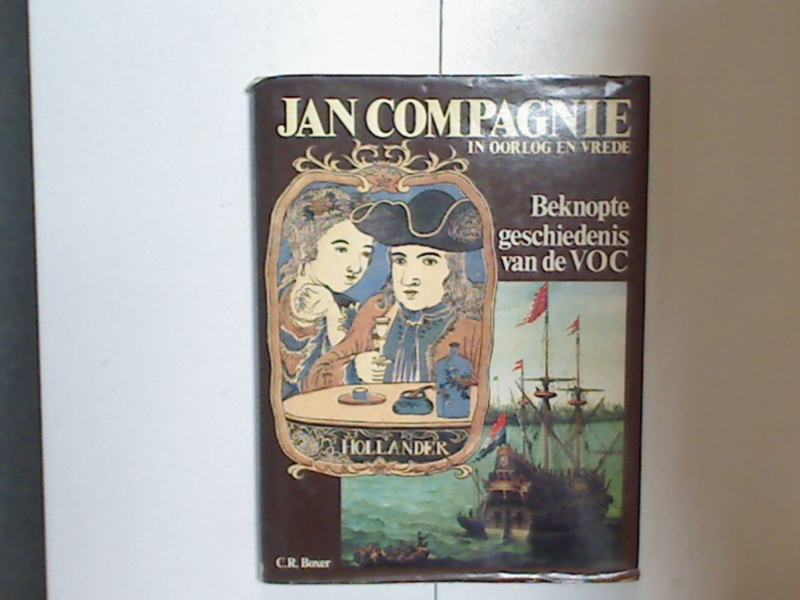 JAN COMPAGNIE
IN OORLOG EN VREDE
Beknopte
geschiedenis
van de VOC
HOLLANDER
C.R. Boxer